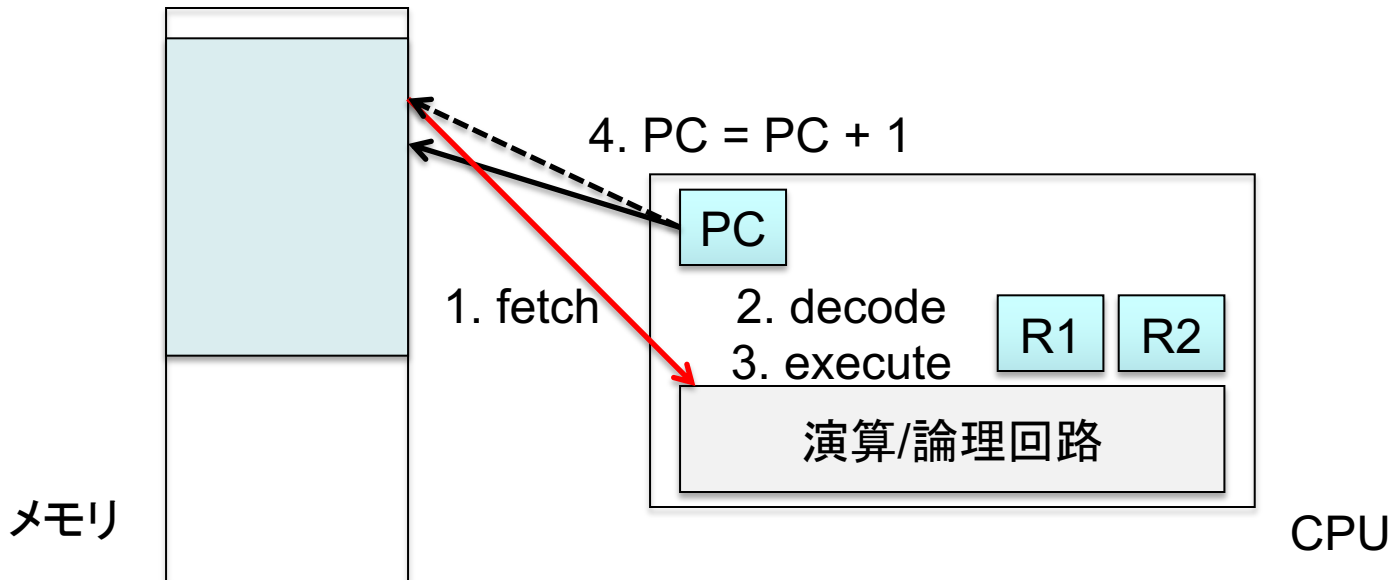 4. PC = PC + 1
PC
1. fetch
2. decode
3. execute
R1
R2
演算/論理回路
メモリ
CPU